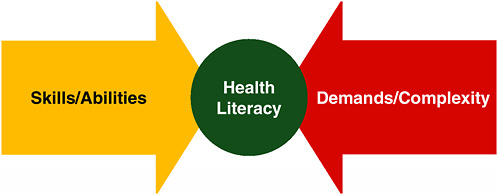 Skills/Abilities
Health
Literacy
Demands/Complexity